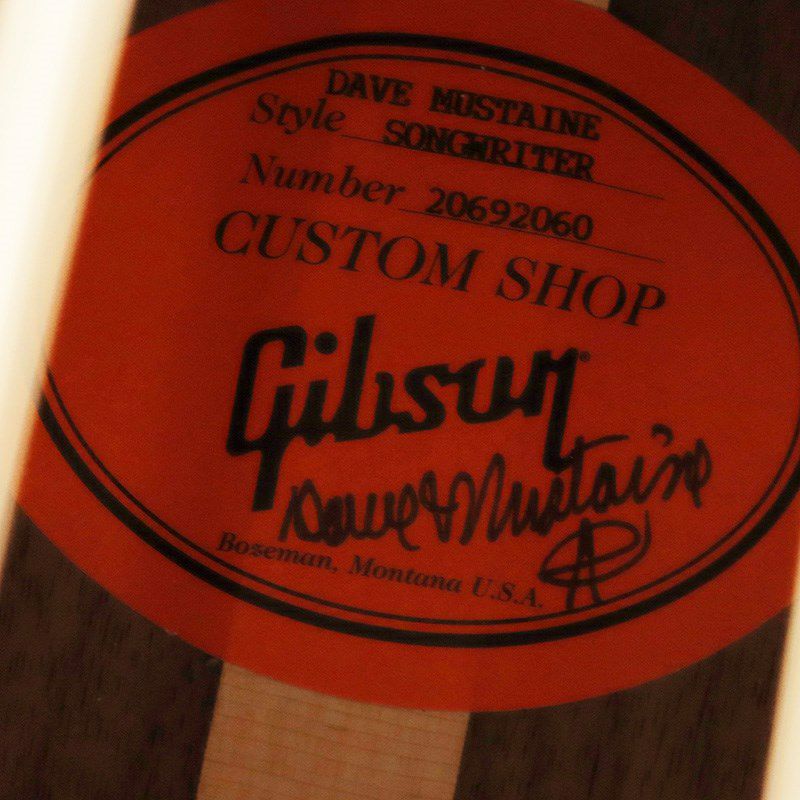 DAVE MUSTAINE
Style SONGWRITER
Number 20692060
CUSTOM SHOP
Gibson®
Dave Mustaine
Bozeman, Montana U.S.A.